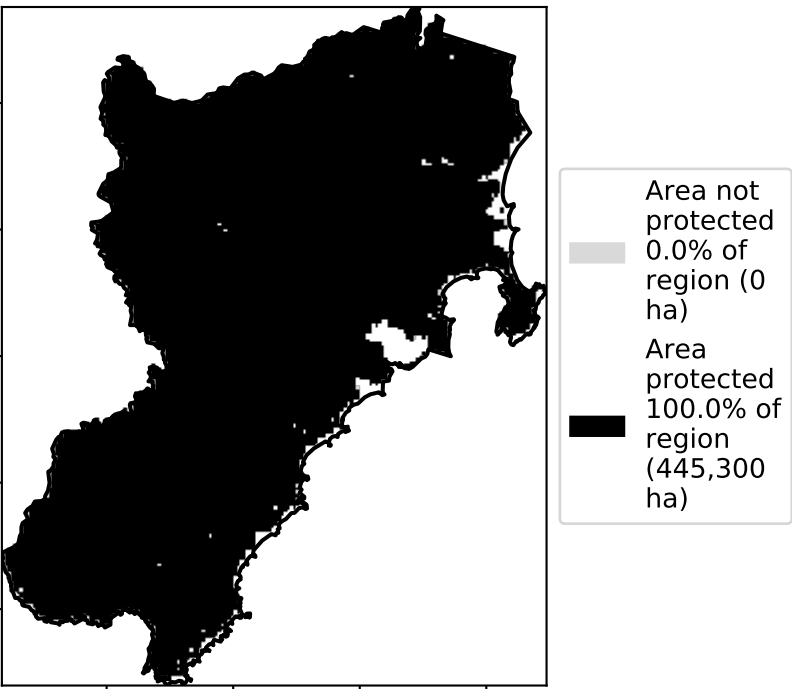 Area not
protected
0.0% of
region (0
ha)
Area
protected
100.0% of
region
(445,300
ha)